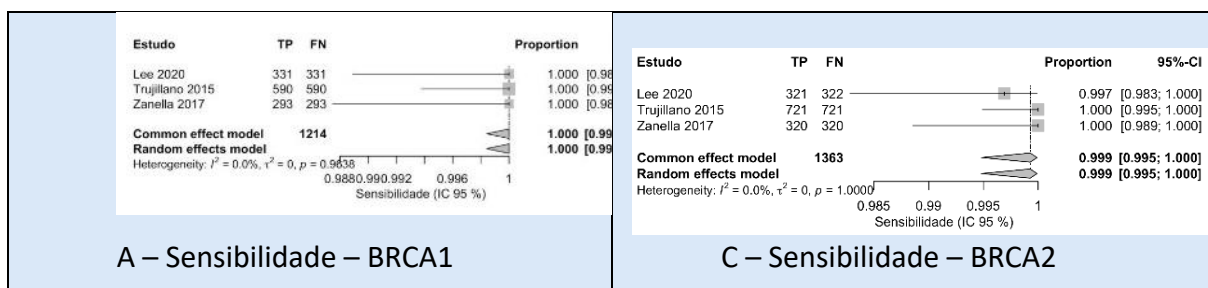 Estudo TP FN Proportion
Lee 2020 331 331 1.000 [0.98
Trujillano 2015 590 590 1.000 [0.99
Zanella 2017 293 293 1.000 [0.98
Common effect model 1214 1.000 [0.99
Random effects model 1.000 [0.99
Heterogeneity: I² = 0.0%, τ² = 0, p = 0.9838
0.988 0.99 0.992 0.996 1
Sensibilidade (IC 95 %)
A – Sensibilidade – BRCA1
Estudo TP FN Proportion 95%-CI
Lee 2020 321 322 0.997 [0.983; 1.000]
Trujillano 2015 721 721 1.000 [0.995; 1.000]
Zanella 2017 320 320 1.000 [0.989; 1.000]
Common effect model 1363 0.999 [0.995; 1.000]
Random effects model 0.999 [0.995; 1.000]
Heterogeneity: I² = 0.0%, τ² = 0, p = 1.0000
0.985 0.99 0.995 1
Sensibilidade (IC 95 %)
C – Sensibilidade – BRCA2